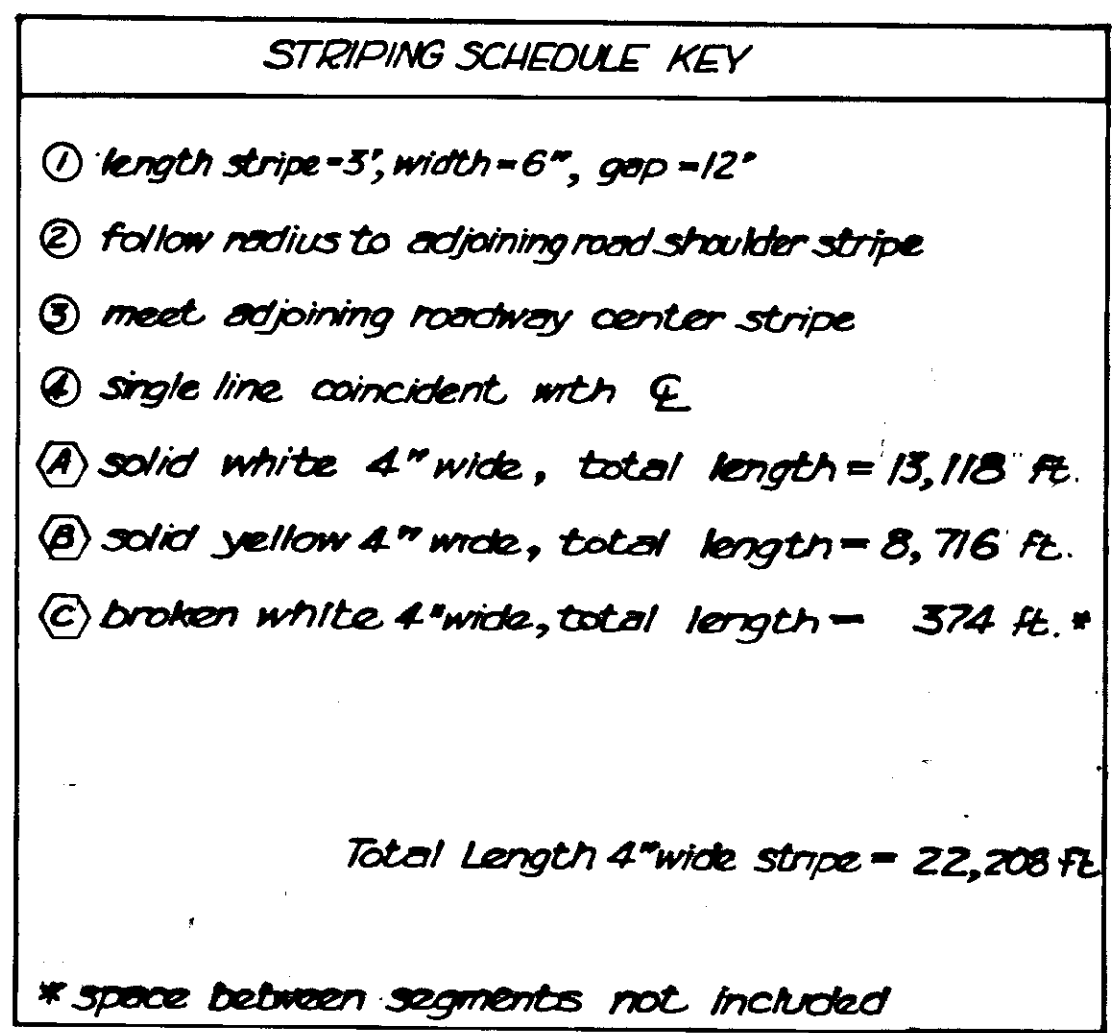 STRIPING SCHEDULE KEY
① length stripe=3', width=6", gap=12"
② follow radius to adjoining road shoulder stripe
③ meet adjoining roadway center stripe
④ single line coincident with ℄
Ⓐ solid white 4" wide, total length = 13,118 ft.
Ⓑ solid yellow 4" wide, total length = 8,716 ft.
Ⓒ broken white 4" wide, total length = 374 ft. *
Total Length 4" wide stripe = 22,208 ft
* space between segments not included